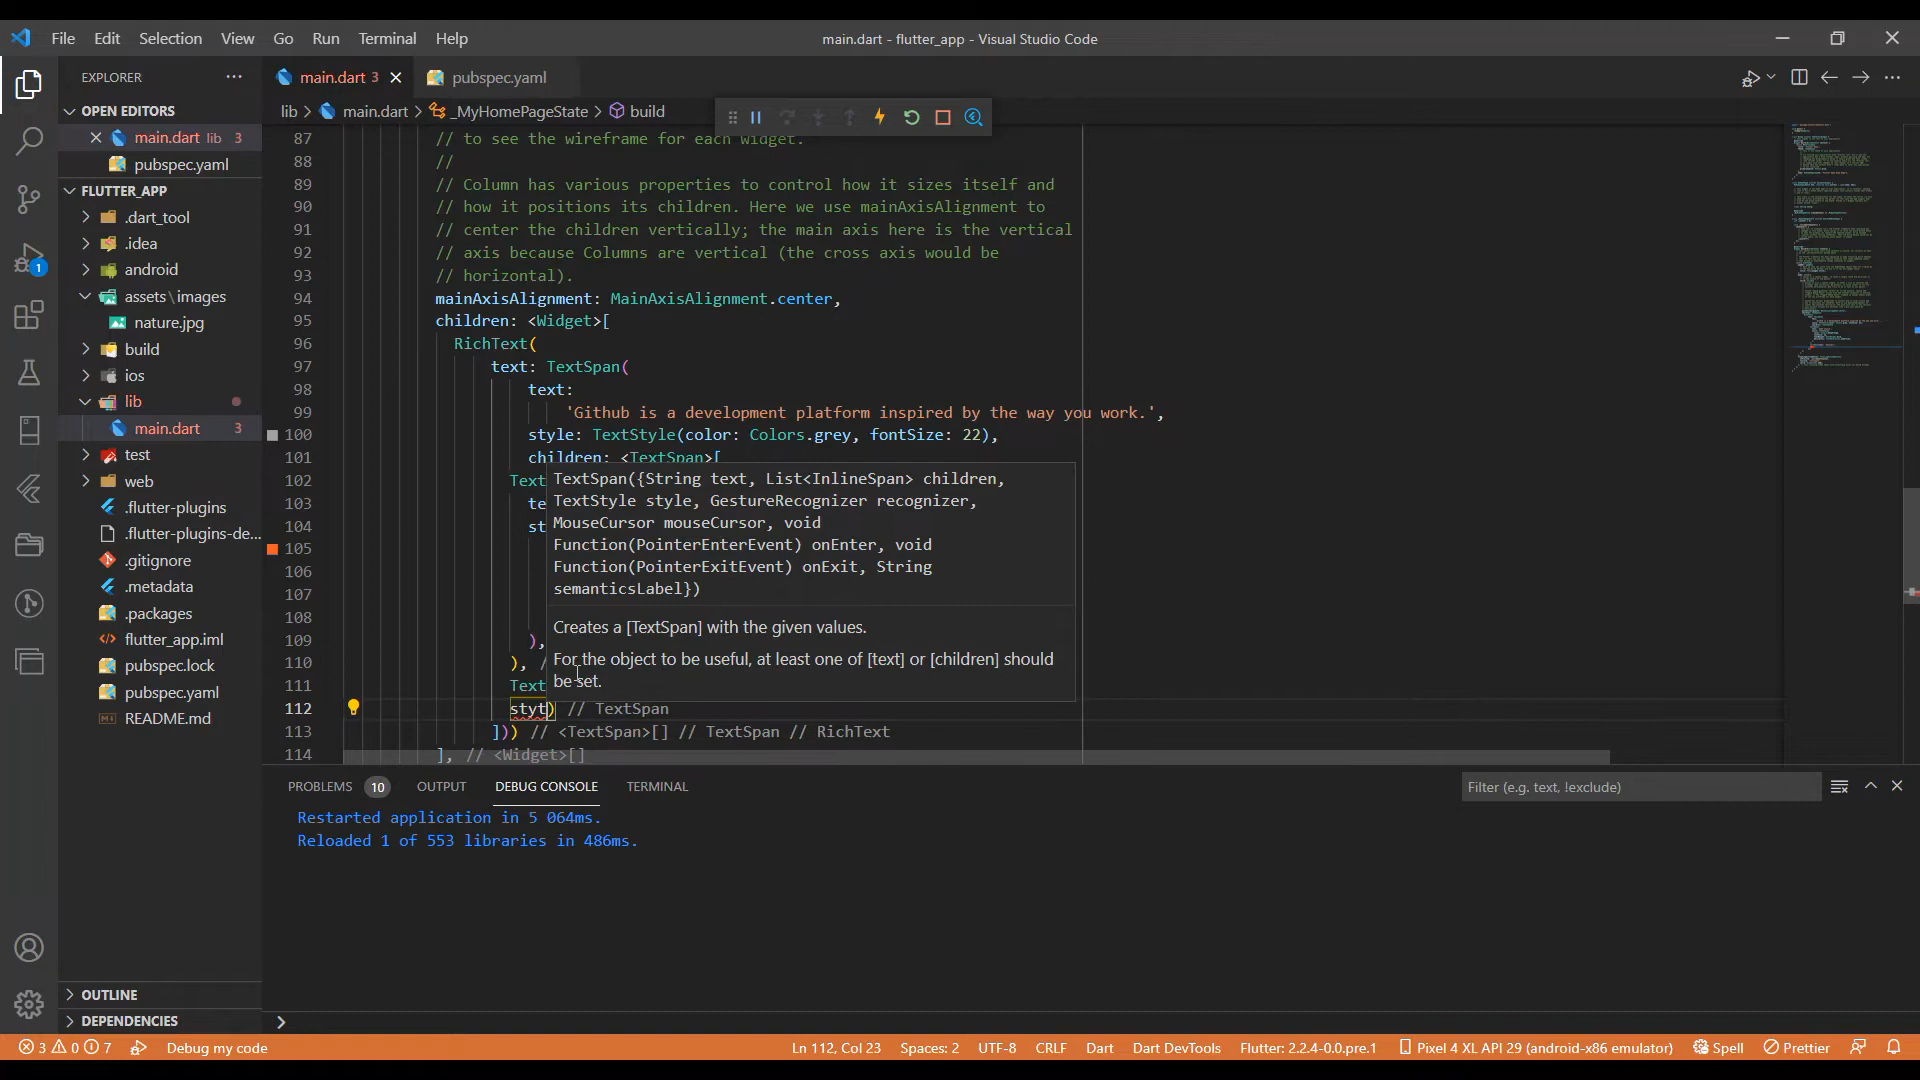 File Edit Selection View Go Run Terminal Help
main.dart - flutter_app - Visual Studio Code
EXPLORER
OPEN EDITORS
main.dart lib 3
pubspec.yaml
FLUTTER_APP
.dart_tool
.idea
android
assets\images
nature.jpg
build
ios
lib
main.dart 3
test
web
.flutter-plugins
.flutter-plugins-de...
.gitignore
.metadata
.packages
flutter_app.iml
pubspec.lock
pubspec.yaml
README.md
OUTLINE
DEPENDENCIES
1
main.dart 3
pubspec.yaml
lib > main.dart > _MyHomePageState > build
87 // to see the wireframe for each widget.
88 //
89 // Column has various properties to control how it sizes itself and
90 // how it positions its children. Here we use mainAxisAlignment to
91 // center the children vertically; the main axis here is the vertical
92 // axis because Columns are vertical (the cross axis would be
93 // horizontal).
94 mainAxisAlignment: MainAxisAlignment.center,
95 children: <Widget>[
96 RichText(
97 text: TextSpan(
98 text:
99 'Github is a development platform inspired by the way you work.',
100 style: TextStyle(color: Colors.grey, fontSize: 22),
101 children: <TextSpan>[
102 Text
103 te
104 st
105
106
107
108
109 ),
110 ), /
111 Text
112 styt) // TextSpan
113 ])) // <TextSpan>[] // TextSpan // RichText
114 ], // <Widget>[]
TextSpan({String text, List<InlineSpan> children,
TextStyle style, GestureRecognizer recognizer,
MouseCursor mouseCursor, void
Function(PointerEnterEvent) onEnter, void
Function(PointerExitEvent) onExit, String
semanticsLabel})
Creates a [TextSpan] with the given values.
For the object to be useful, at least one of [text] or [children] should
be set.
PROBLEMS 10 OUTPUT DEBUG CONSOLE TERMINAL
Filter (e.g. text, !exclude)
Restarted application in 5 064ms.
Reloaded 1 of 553 libraries in 486ms.
3 0 7 Debug my code
Ln 112, Col 23 Spaces: 2 UTF-8 CRLF Dart Dart DevTools Flutter: 2.2.4-0.0.pre.1 Pixel 4 XL API 29 (android-x86 emulator) Spell Prettier